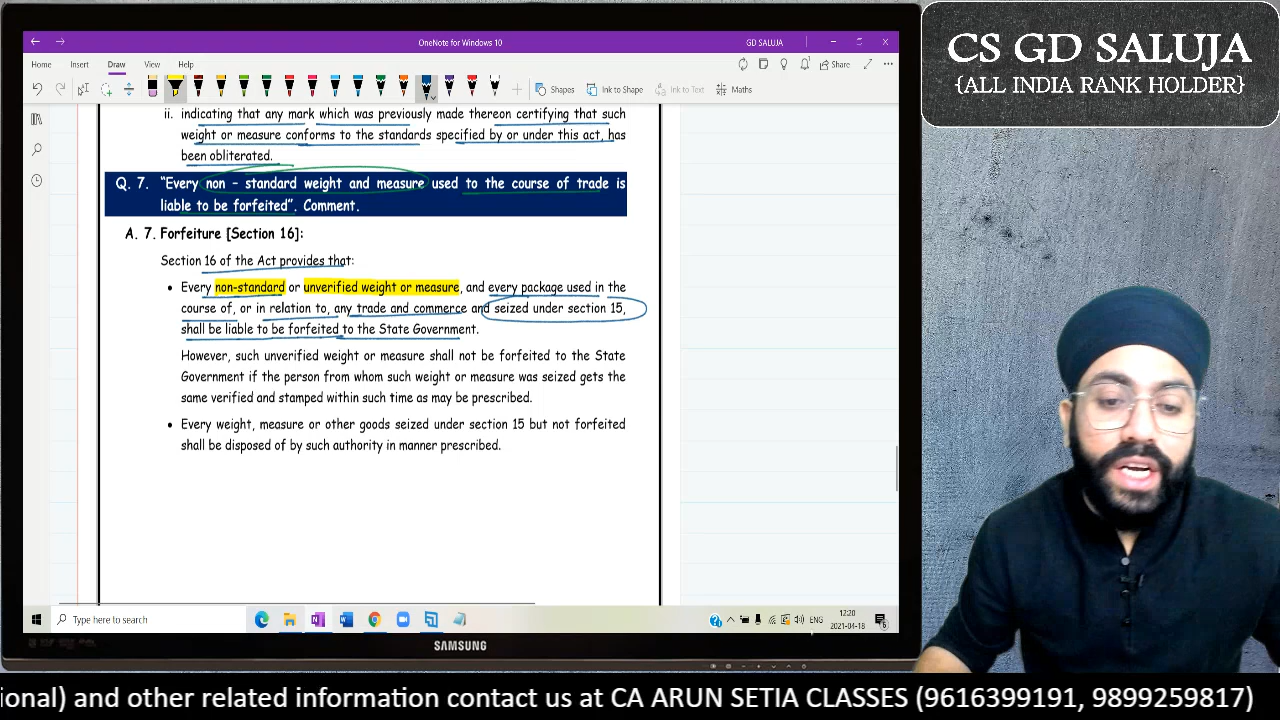 CS GD SALUJA
{ALL INDIA RANK HOLDER}
OneNote for Windows 10
GD SALUJA
Home Insert Draw View Help
Share
Shapes
Ink to Shape
Ink to Text
Maths
ii. indicating that any mark which was previously made thereon certifying that such
weight or measure conforms to the standards specified by or under this act, has
been obliterated.
Q. 7. “Every non – standard weight and measure used to the course of trade is
liable to be forfeited”. Comment.
A. 7. Forfeiture [Section 16]:
Section 16 of the Act provides that:
• Every non-standard or unverified weight or measure, and every package used in the
course of, or in relation to, any trade and commerce and seized under section 15,
shall be liable to be forfeited to the State Government.
However, such unverified weight or measure shall not be forfeited to the State
Government if the person from whom such weight or measure was seized gets the
same verified and stamped within such time as may be prescribed.
• Every weight, measure or other goods seized under section 15 but not forfeited
shall be disposed of by such authority in manner prescribed.
Type here to search
ENG
12:20
2021-04-18
SAMSUNG
ional) and other related information contact us at CA ARUN SETIA CLASSES (9616399191, 9899259817)